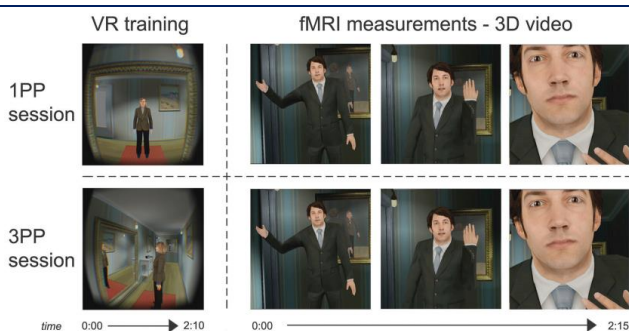 VR training
fMRI measurements - 3D video
1PP
session
3PP
session
time
0:00
2:10
0:00
2:15